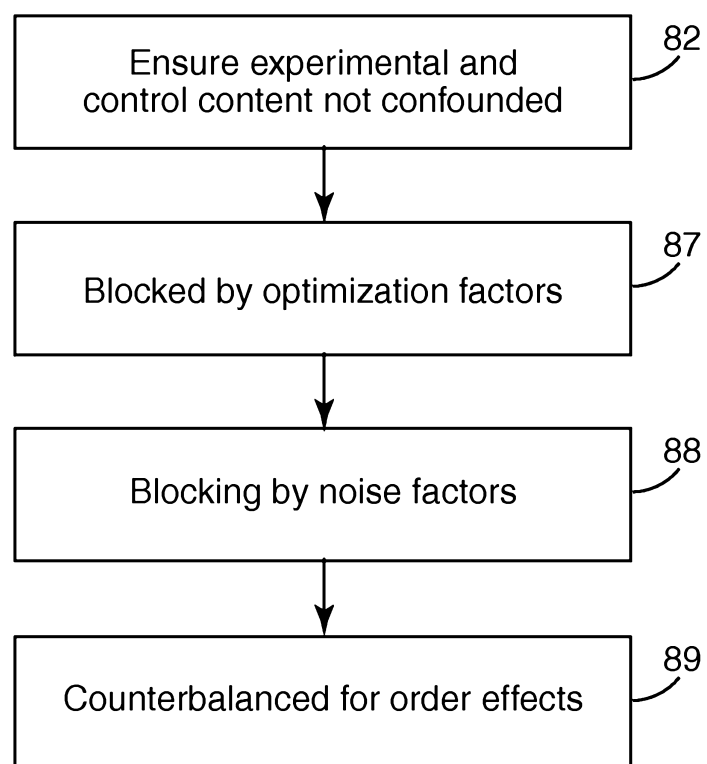 82
Ensure experimental and
control content not confounded
87
Blocked by optimization factors
88
Blocking by noise factors
89
Counterbalanced for order effects